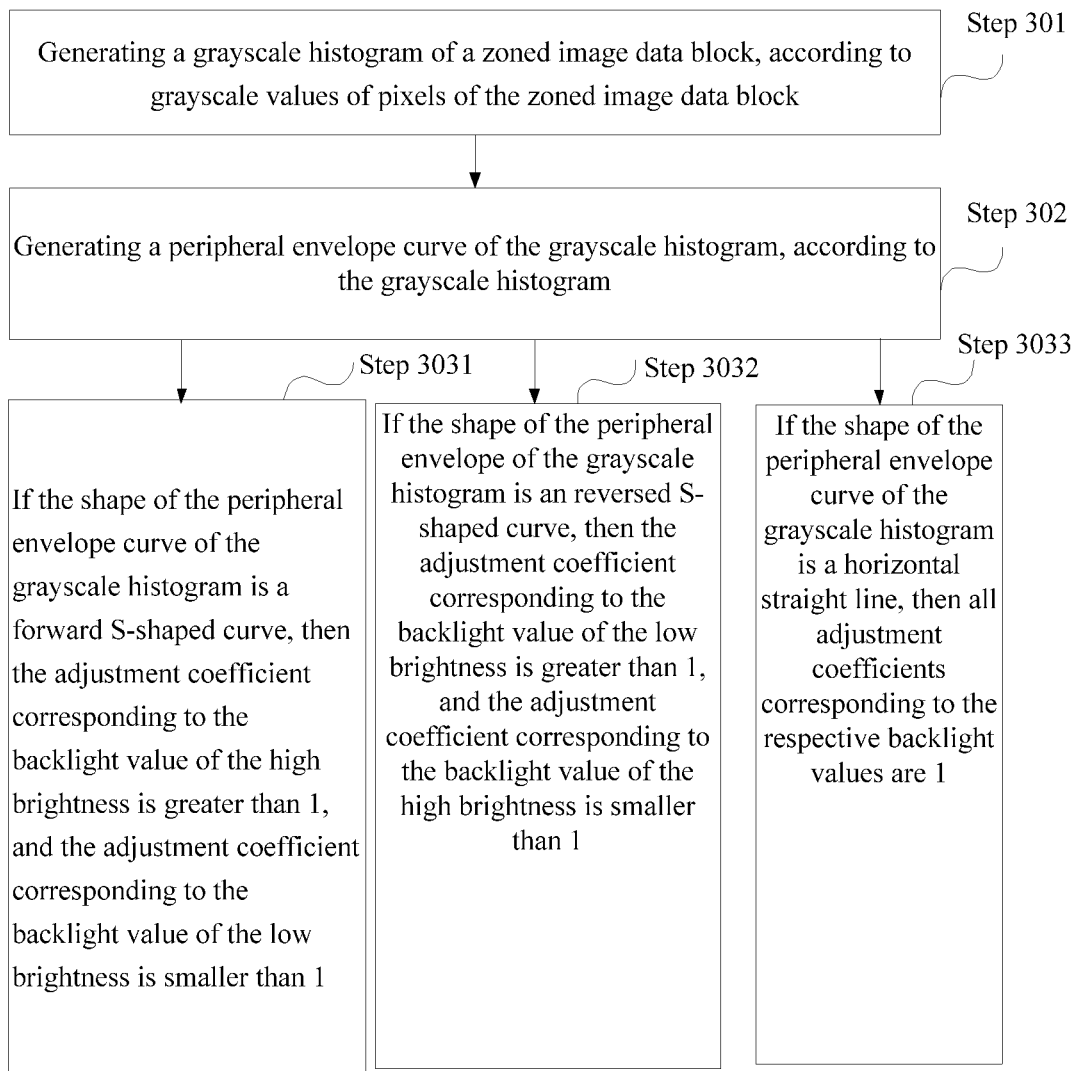 Step 301
Generating a grayscale histogram of a zoned image data block, according to
grayscale values of pixels of the zoned image data block
Step 302
Generating a peripheral envelope curve of the grayscale histogram, according to
the grayscale histogram
Step 3031
If the shape of the peripheral
envelope curve of the
grayscale histogram is a
forward S-shaped curve, then
the adjustment coefficient
corresponding to the
backlight value of the high
brightness is greater than 1,
and the adjustment coefficient
corresponding to the
backlight value of the low
brightness is smaller than 1
Step 3032
If the shape of the peripheral
envelope of the grayscale
histogram is an reversed S-
shaped curve, then the
adjustment coefficient
corresponding to the
backlight value of the low
brightness is greater than 1,
and the adjustment
coefficient corresponding to
the backlight value of the
high brightness is smaller
than 1
Step 3033
If the shape of the
peripheral envelope
curve of the
grayscale histogram
is a horizontal
straight line, then all
adjustment
coefficients
corresponding to the
respective backlight
values are 1